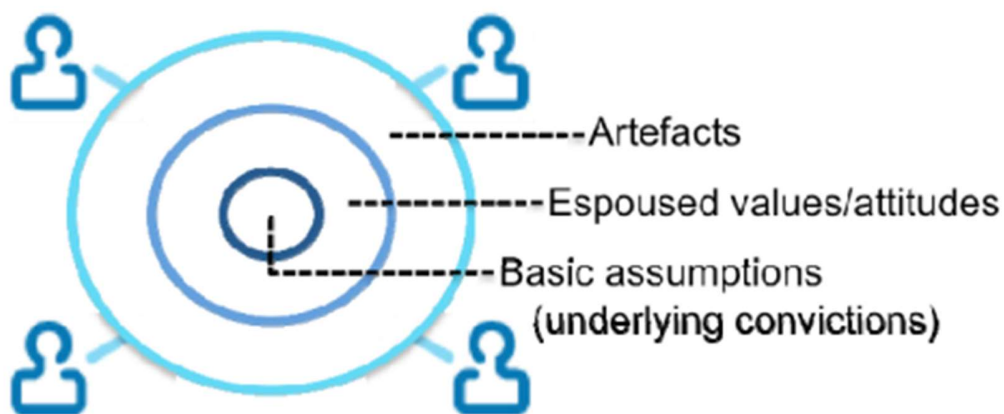 Artefacts
Espoused values/attitudes
Basic assumptions
(underlying convictions)